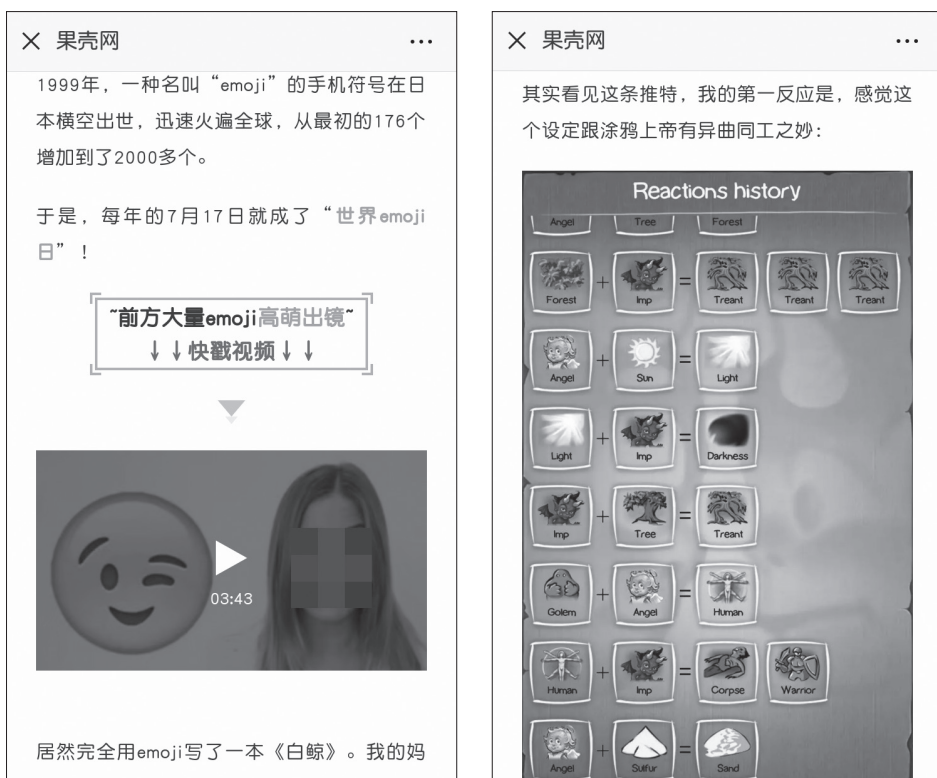 果壳网
1999年，一种名叫“emoji”的手机符号在日
本横空出世，迅速火遍全球，从最初的176个
增加到了2000多个。
于是，每年的7月17日就成了“世界emoji
日”！
~前方大量emoji高萌出镜~
↓↓快戳视频↓↓
03:43
居然完全用emoji写了一本《白鲸》。我的妈
果壳网
其实看见这条推特，我的第一反应是，感觉这
个设定跟涂鸦上帝有异曲同工之妙：
Reactions history
Angel Tree Forest
Forest + Imp = Treant Treant Treant
Angel + Sun = Light
Light + Imp = Darkness
Imp + Tree = Treant
Golem + Angel = Human
Human + Imp = Corpse Warrior
Angel + Sulfur = Sand